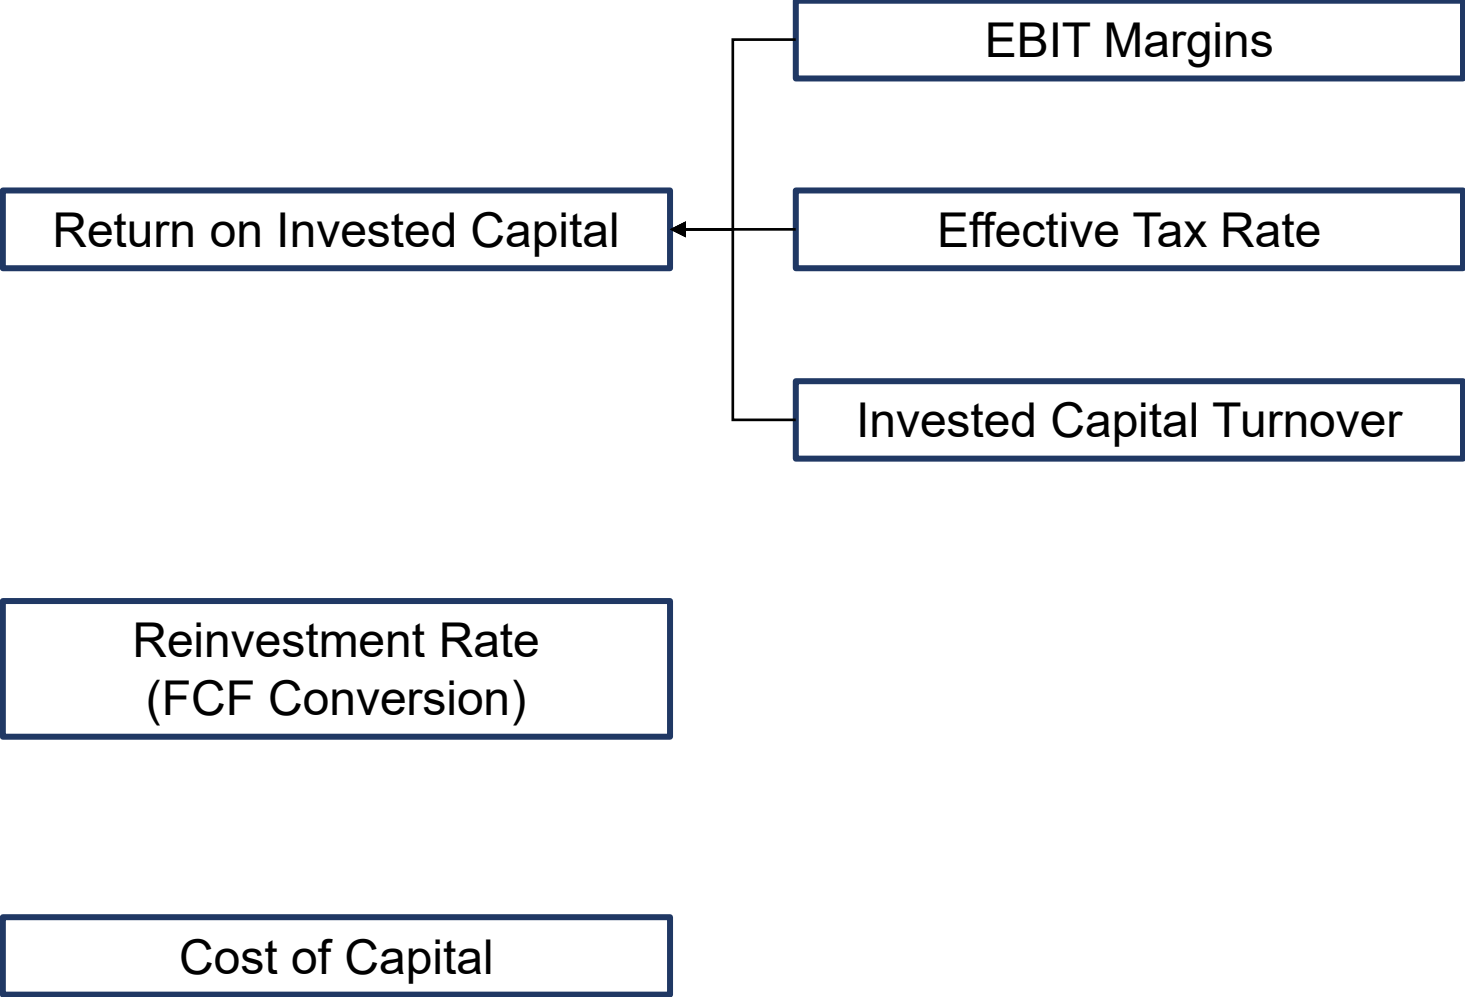 EBIT Margins
Return on Invested Capital
Effective Tax Rate
Invested Capital Turnover
Reinvestment Rate
(FCF Conversion)
Cost of Capital